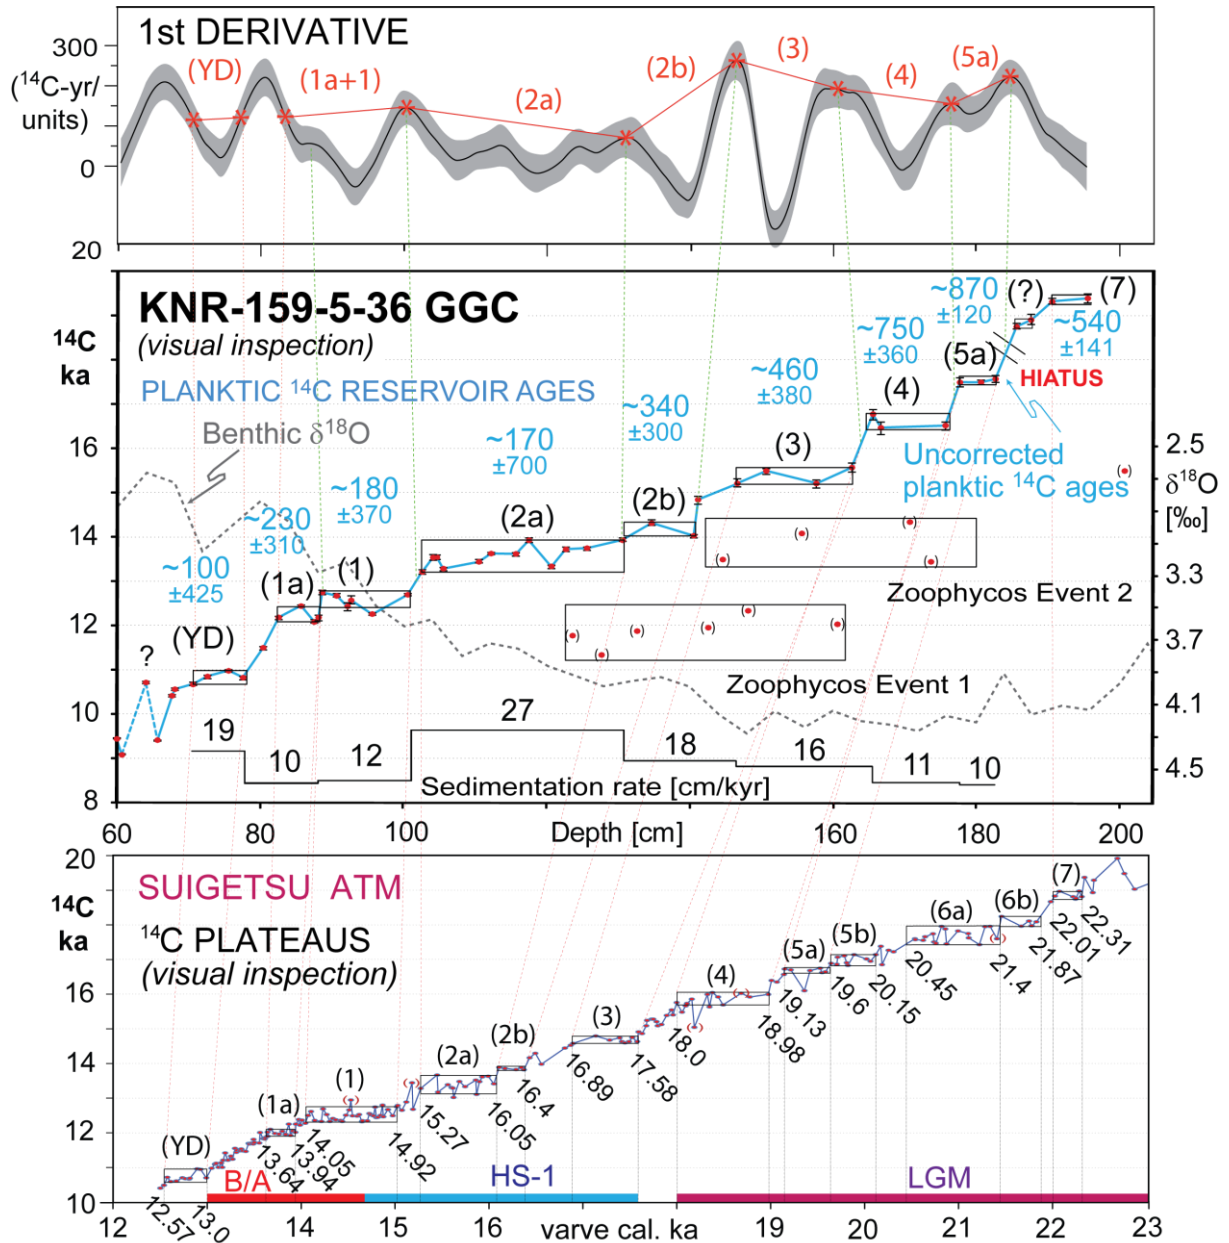 1st DERIVATIVE
300
(¹⁴C-yr/
units)
0
20
(YD)
(1a+1)
(2a)
(2b)
(3)
(4)
(5a)
KNR-159-5-36 GGC
(visual inspection)
¹⁴C
ka
PLANKTIC ¹⁴C RESERVOIR AGES
Benthic δ¹⁸O
~100
±425
~230
±310
~180
±370
~170
±700
~340
±300
~460
±380
~750
±360
~870
±120
~540
±141
?
(YD)
(1a)
(1)
(2a)
(2b)
(3)
(4)
(5a)
(?)
(7)
HIATUS
Uncorrected
planktic ¹⁴C ages
Zoophycos Event 2
Zoophycos Event 1
16
14
12
10
8
2.5
δ¹⁸O
[‰]
3.3
3.7
4.1
4.5
19
10
12
27
18
16
11
10
Sedimentation rate [cm/kyr]
60
80
100
Depth [cm]
160
180
200
SUIGETSU ATM
¹⁴C PLATEAUS
(visual inspection)
¹⁴C
ka
20
18
16
14
12
10
(YD)
(1a)
(1)
(2a)
(2b)
(3)
(4)
(5a)
(5b)
(6a)
(6b)
(7)
12.57
13.0
13.64
13.94
14.05
14.92
15.27
16.05
16.4
16.89
17.58
18.0
18.98
19.13
19.6
20.15
20.45
21.4
21.87
22.01
22.31
B/A
HS-1
LGM
12
14
15
16
varve cal. ka
19
20
21
22
23